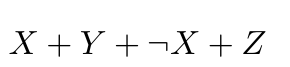 X + Y + ¬X + Z